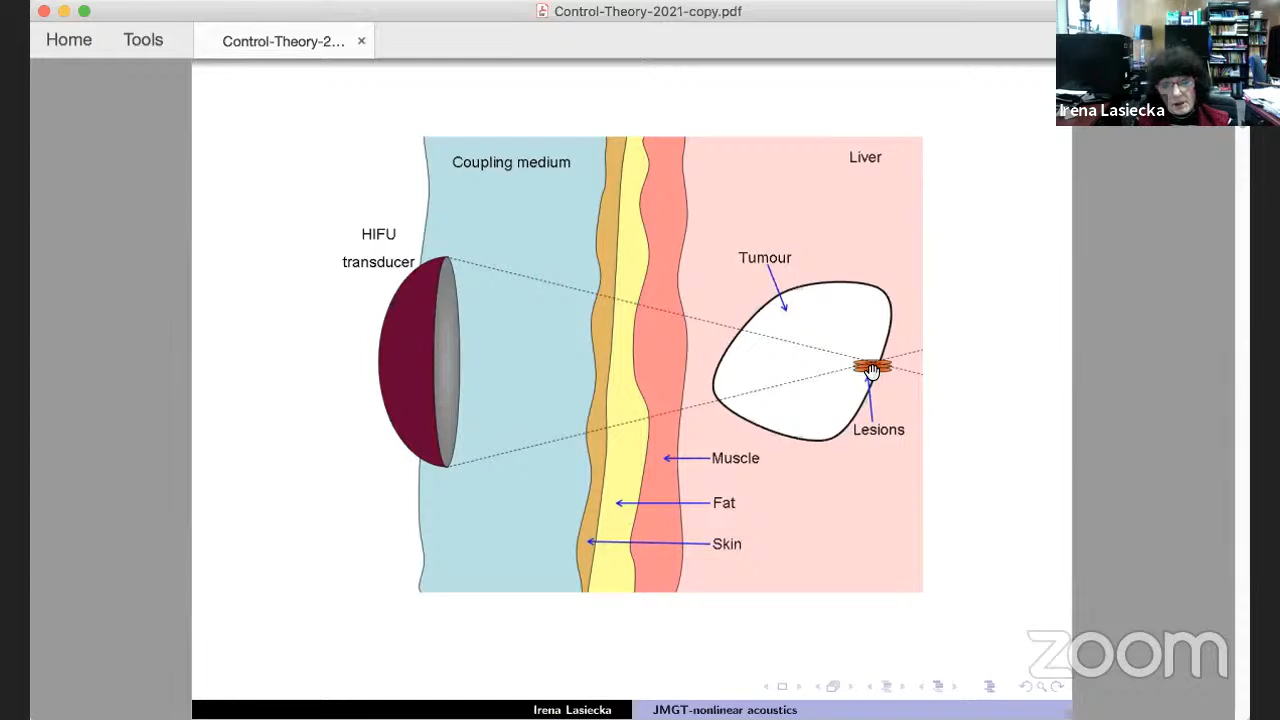 Control-Theory-2021-copy.pdf
Home
Tools
Control-Theory-2... ×
Irena Lasiecka
Coupling medium
Liver
HIFU
transducer
Tumour
Lesions
Muscle
Fat
Skin
zoom
Irena Lasiecka
JMGT-nonlinear acoustics